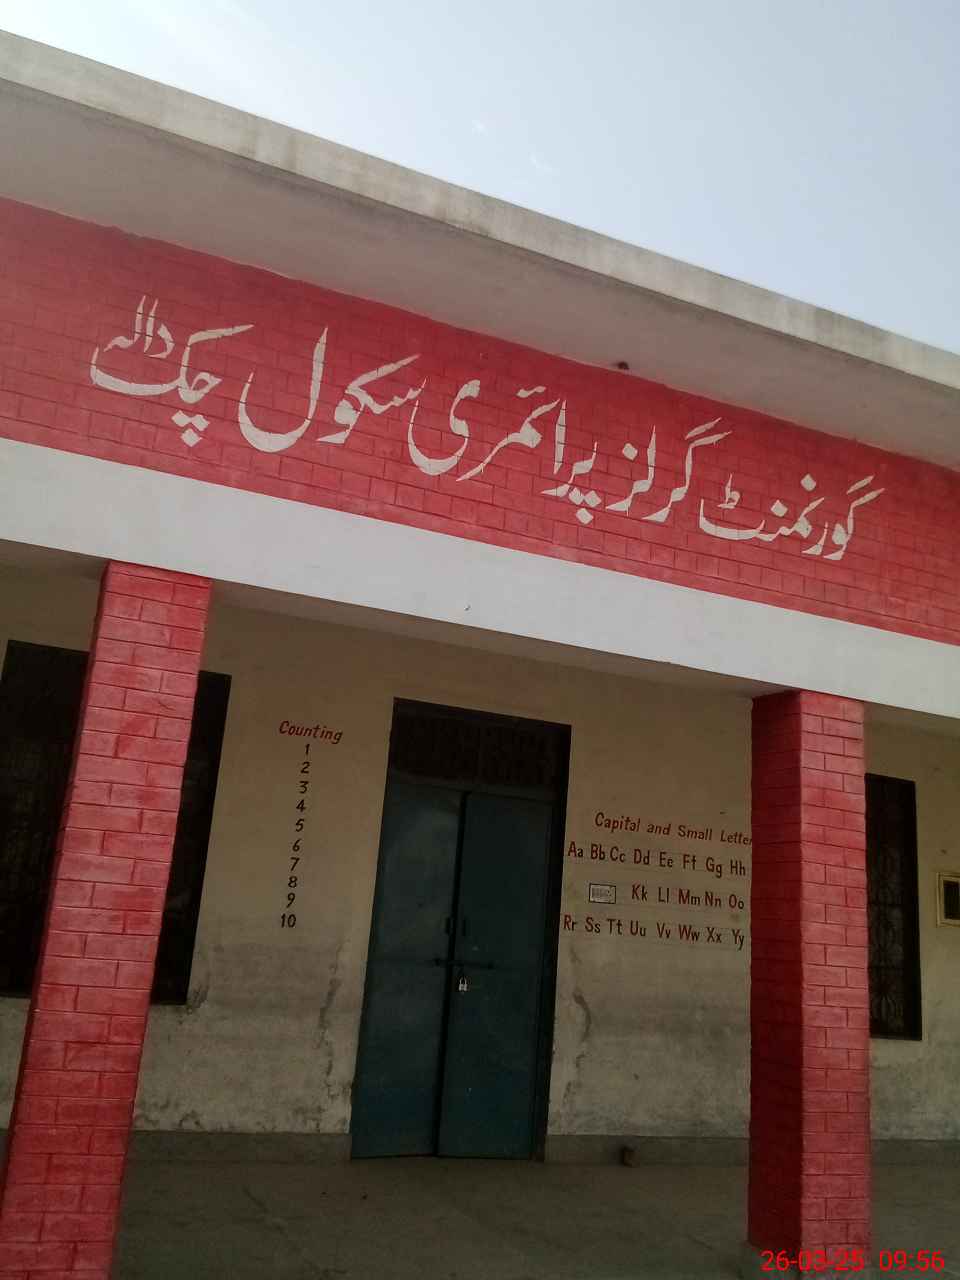 گورنمنٹ گرلز پرائمری سکول چک دالہ
Counting
1
2
3
4
5
6
7
8
9
10
Capital and Small Letter
Aa Bb Cc Dd Ee Ff Gg Hh
Kk Ll Mm Nn Oo
Rr Ss Tt Uu Vv Ww Xx Yy
26-03-25 09:56